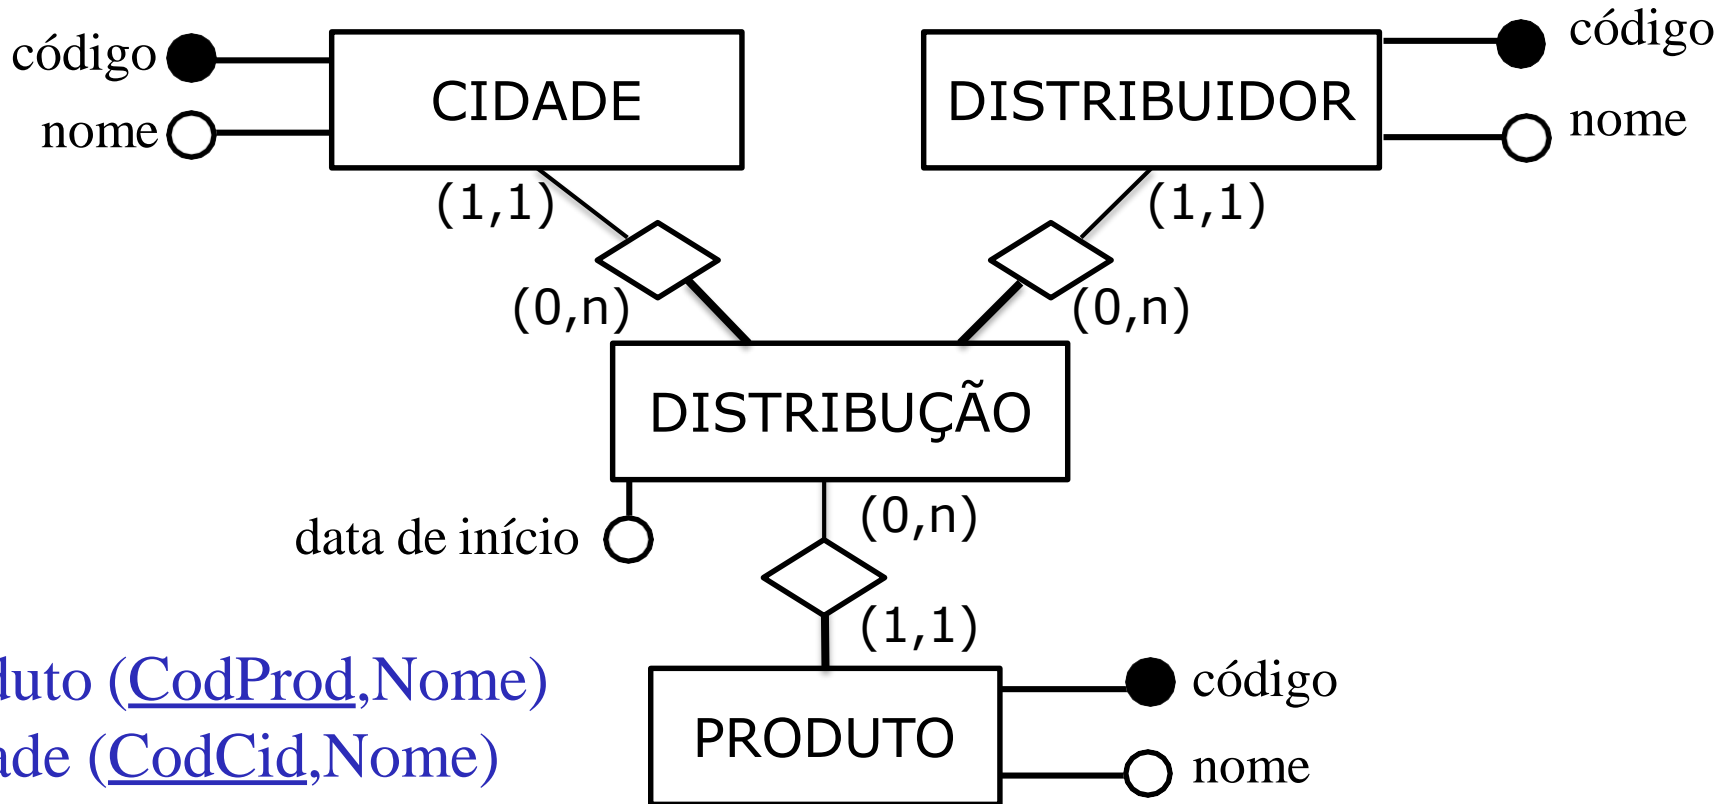 código
CIDADE
nome
DISTRIBUIDOR
código
nome
(1,1)
(1,1)
(0,n)
(0,n)
DISTRIBUÇÃO
data de início
(0,n)
(1,1)
duto (CodProd,Nome)
ade (CodCid,Nome)
PRODUTO
código
nome